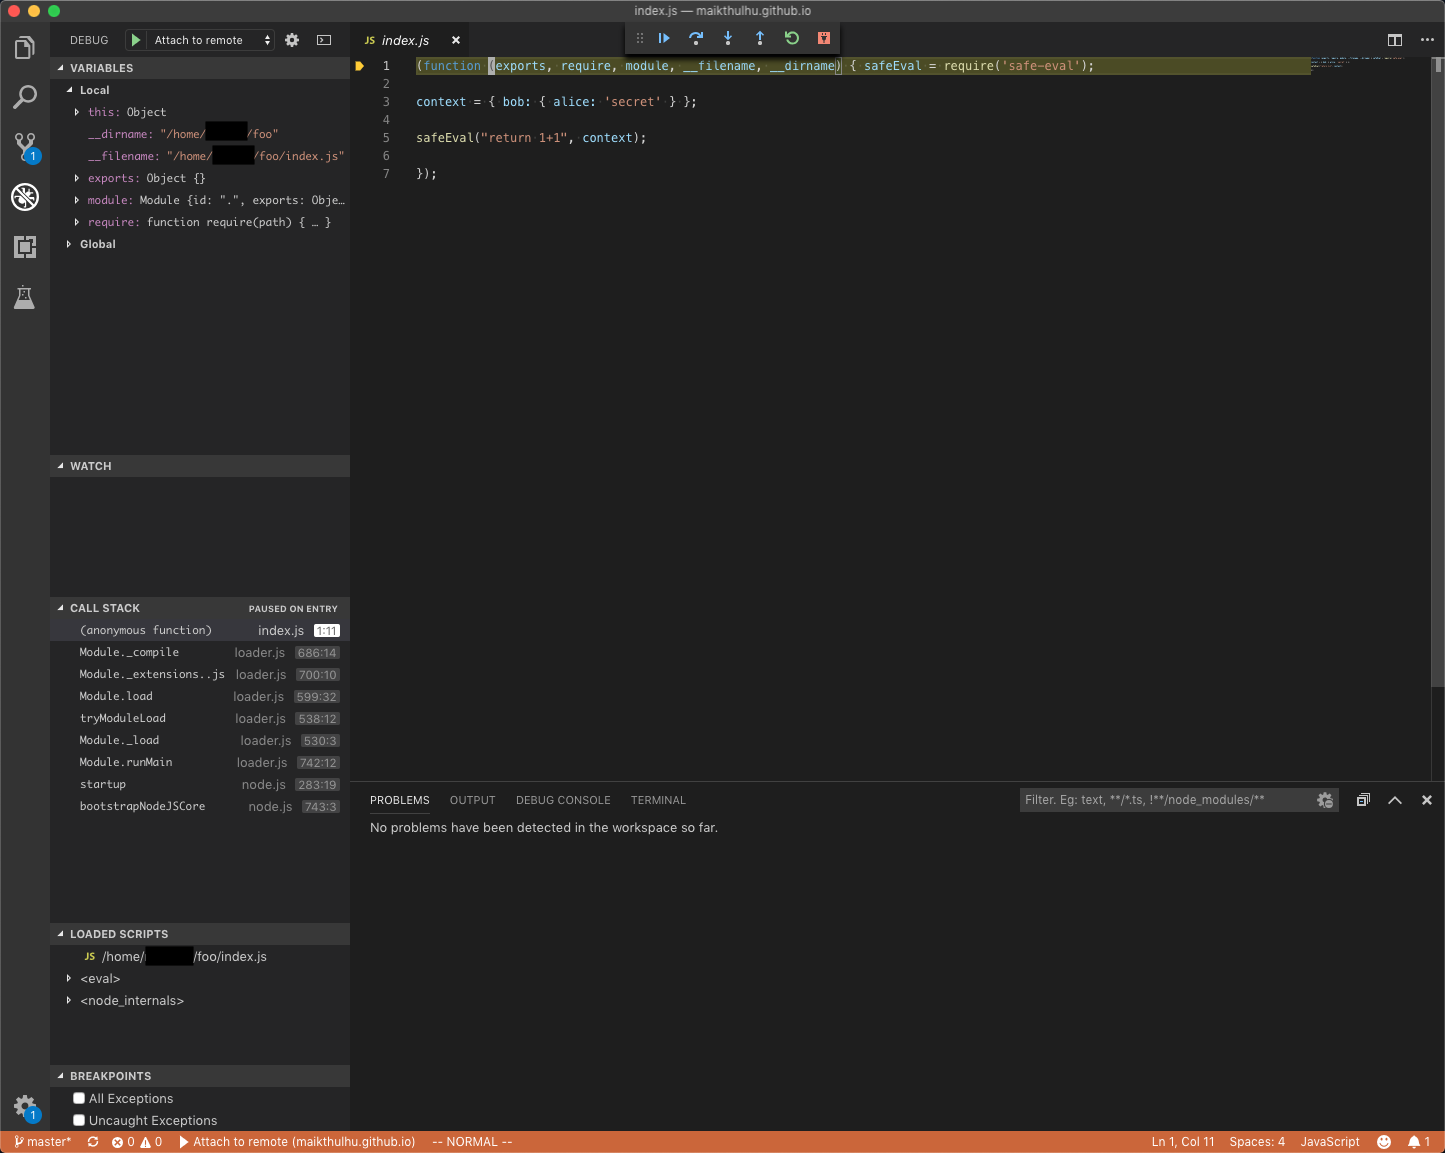 index.js — maikthulhu.github.io
DEBUG Attach to remote
JS index.js
VARIABLES
Local
this: Object
__dirname: "/home/ /foo"
__filename: "/home/ /foo/index.js"
exports: Object {}
module: Module {id: ".", exports: Obje…
require: function require(path) { … }
Global
1 (function (exports, require, module, __filename, __dirname) { safeEval = require('safe-eval');
2
3 context = { bob: { alice: 'secret' } };
4
5 safeEval("return 1+1", context);
6
7 });
WATCH
CALL STACK PAUSED ON ENTRY
(anonymous function) index.js 1:11
Module._compile loader.js 686:14
Module._extensions..js loader.js 700:10
Module.load loader.js 599:32
tryModuleLoad loader.js 538:12
Module._load loader.js 530:3
Module.runMain loader.js 742:12
startup node.js 283:19
bootstrapNodeJSCore node.js 743:3
LOADED SCRIPTS
JS /home/ /foo/index.js
<eval>
<node_internals>
BREAKPOINTS
All Exceptions
Uncaught Exceptions
PROBLEMS OUTPUT DEBUG CONSOLE TERMINAL
Filter. Eg: text, **/*.ts, !**/node_modules/**
No problems have been detected in the workspace so far.
1
1
master* 0 0 Attach to remote (maikthulhu.github.io) -- NORMAL -- Ln 1, Col 11 Spaces: 4 JavaScript 1